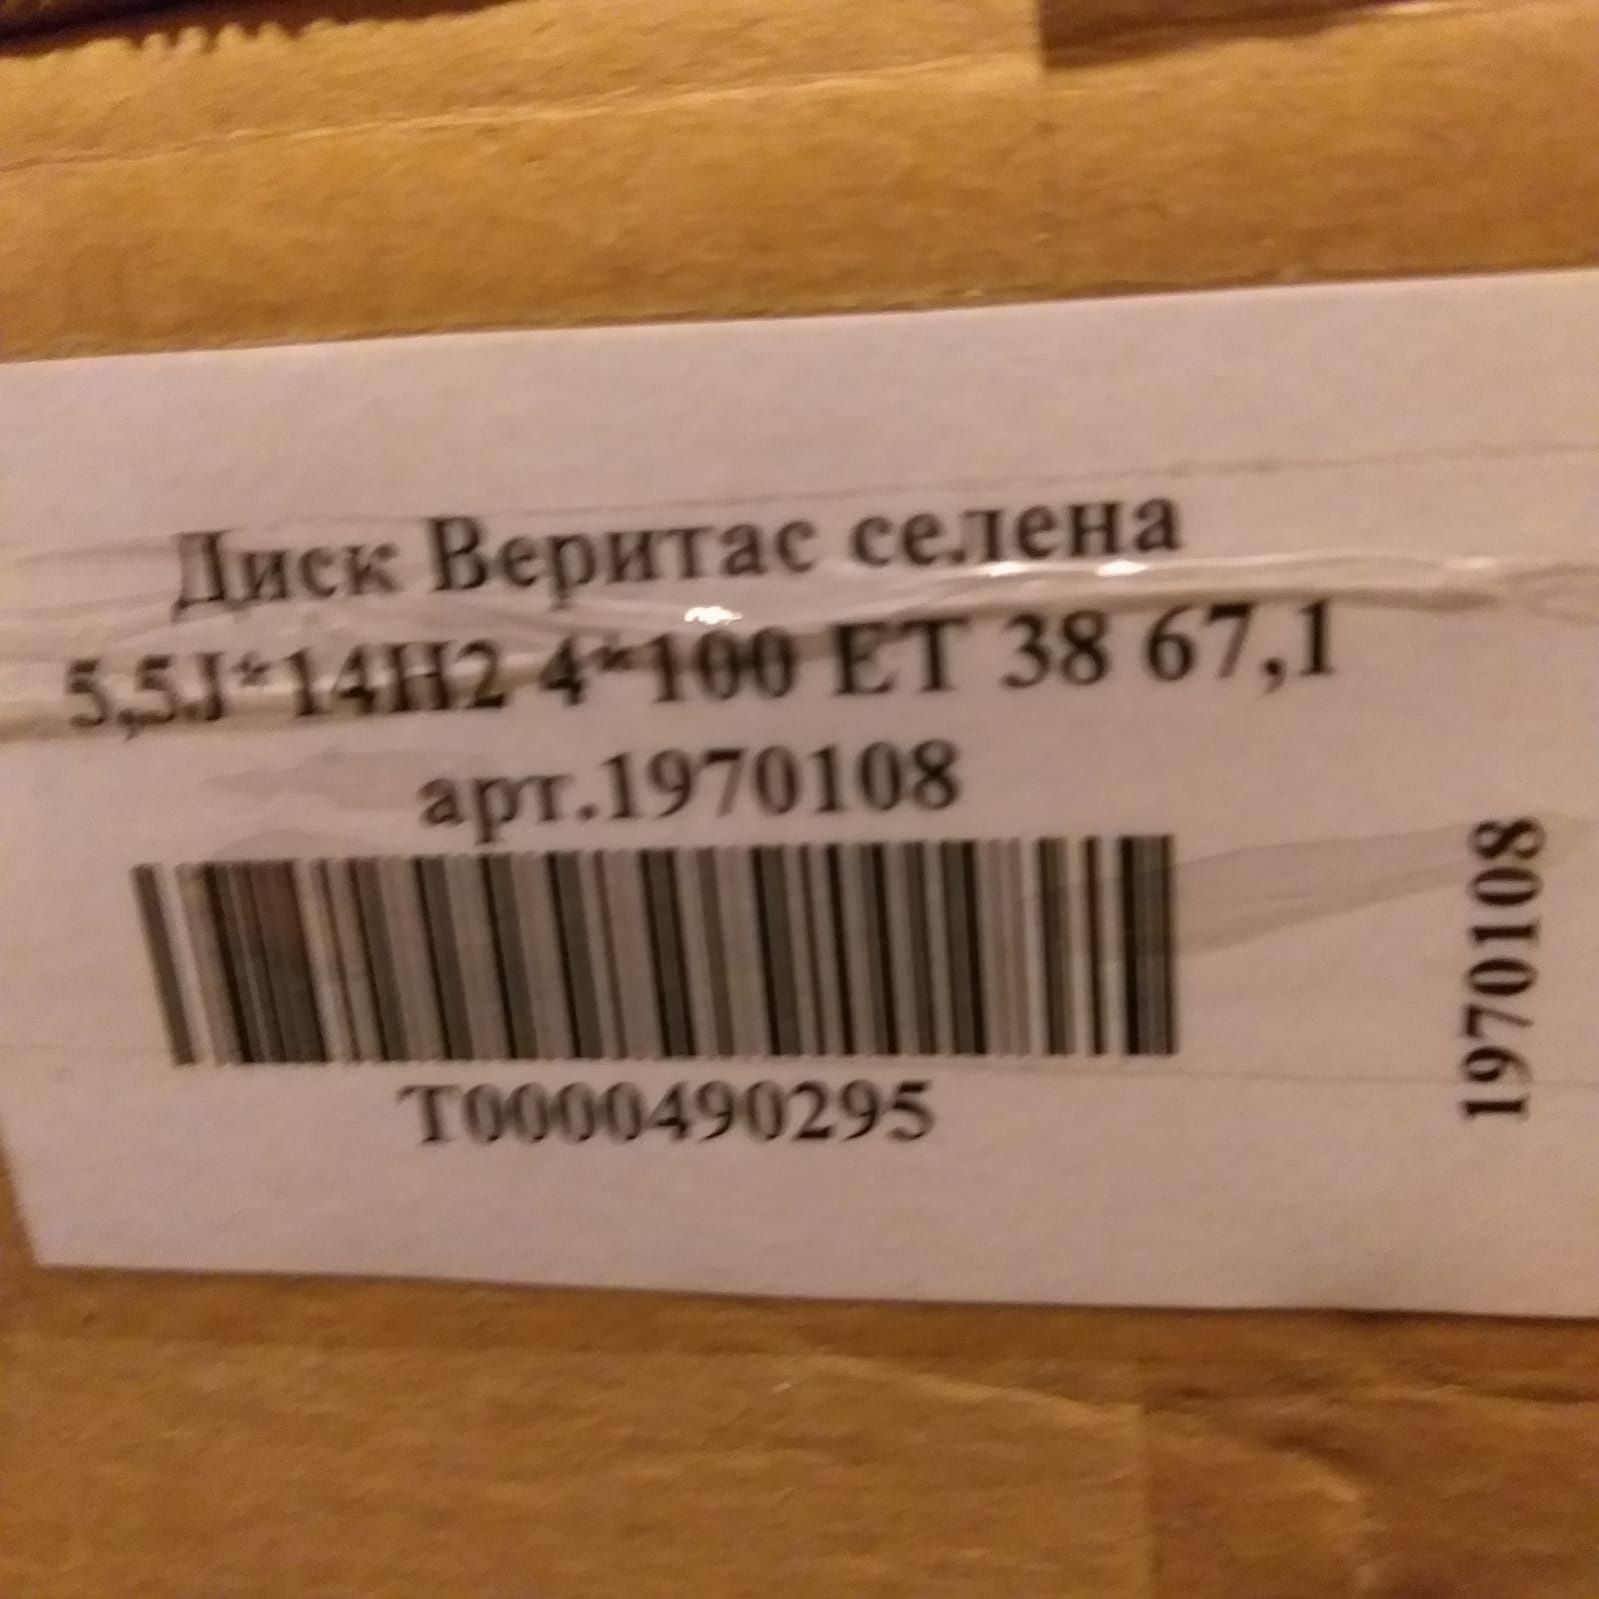 Диск Веритас селена
5,5J*14H2 4*100 ET 38 67,1
арт.1970108
T0000490295
1970108